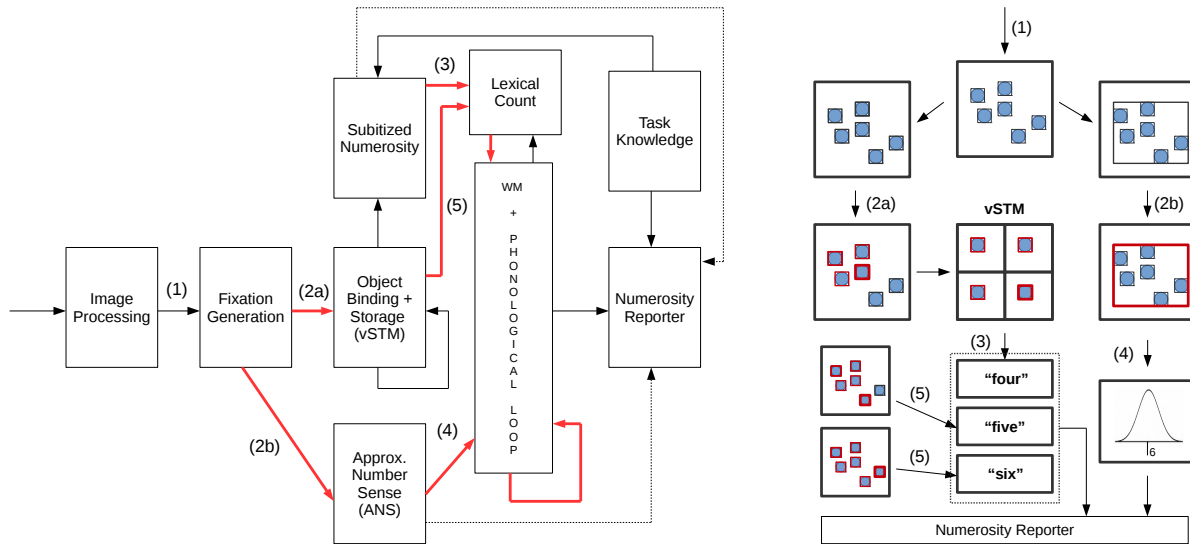 (3)
Lexical
Count
Subitized
Numerosity
Task
Knowledge
(5)
WM
+
PHONOLOGICAL
LOOP
Image
Processing
(1)
Fixation
Generation
(2a)
Object
Binding +
Storage
(vSTM)
Numerosity
Reporter
(2b)
(4)
Approx.
Number
Sense
(ANS)
(1)
(2a)
vSTM
(2b)
(3)
(4)
“four”
(5)
“five”
(5)
“six”
6
Numerosity Reporter